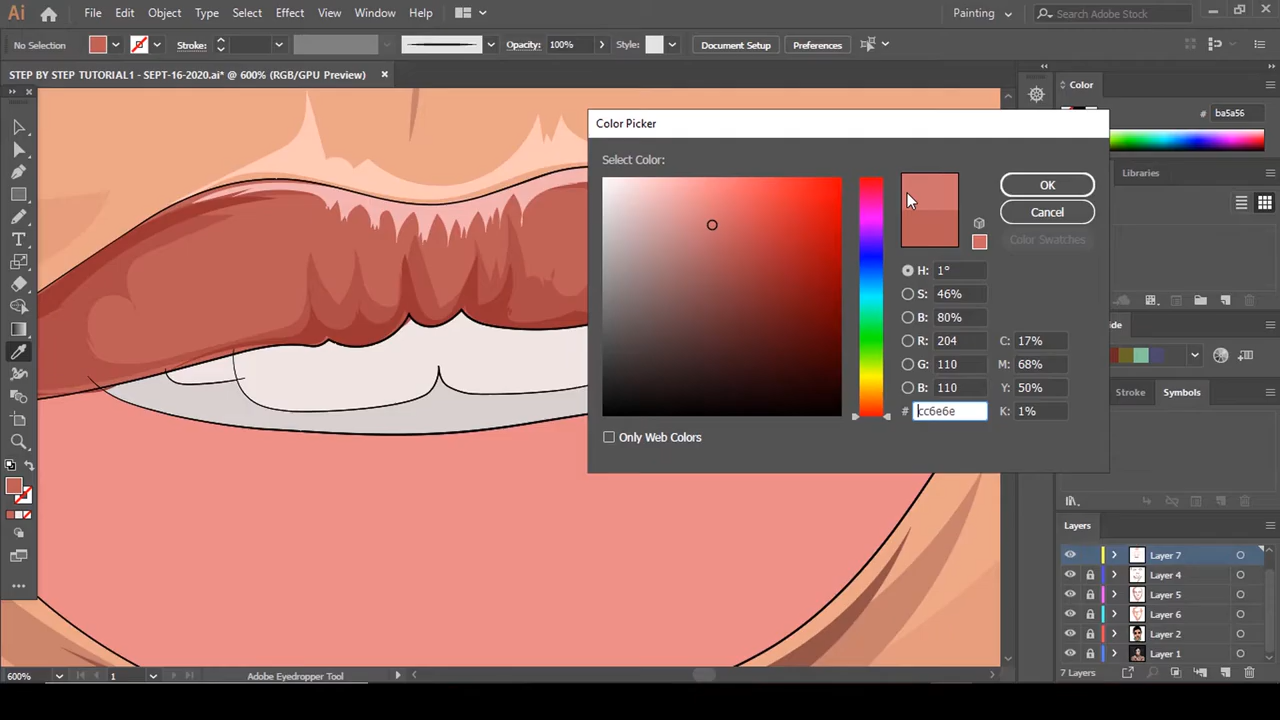 Ai File Edit Object Type Select Effect View Window Help Painting Search Adobe Stock
No Selection Stroke: Opacity: 100% Style: Document Setup Preferences
STEP BY STEP TUTORIAL1 - SEPT-16-2020.ai* @ 600% (RGB/GPU Preview)
Color
# ba5a56
Libraries
Color Picker
Select Color:
OK
Cancel
Color Swatches
H: 1°
S: 46%
B: 80%
R: 204 C: 17%
G: 110 M: 68%
B: 110 Y: 50%
# cc6e6e K: 1%
Only Web Colors
Stroke Symbols
Layers
Layer 7
Layer 4
Layer 5
Layer 6
Layer 2
Layer 1
7 Layers
600% 1 Adobe Eyedropper Tool